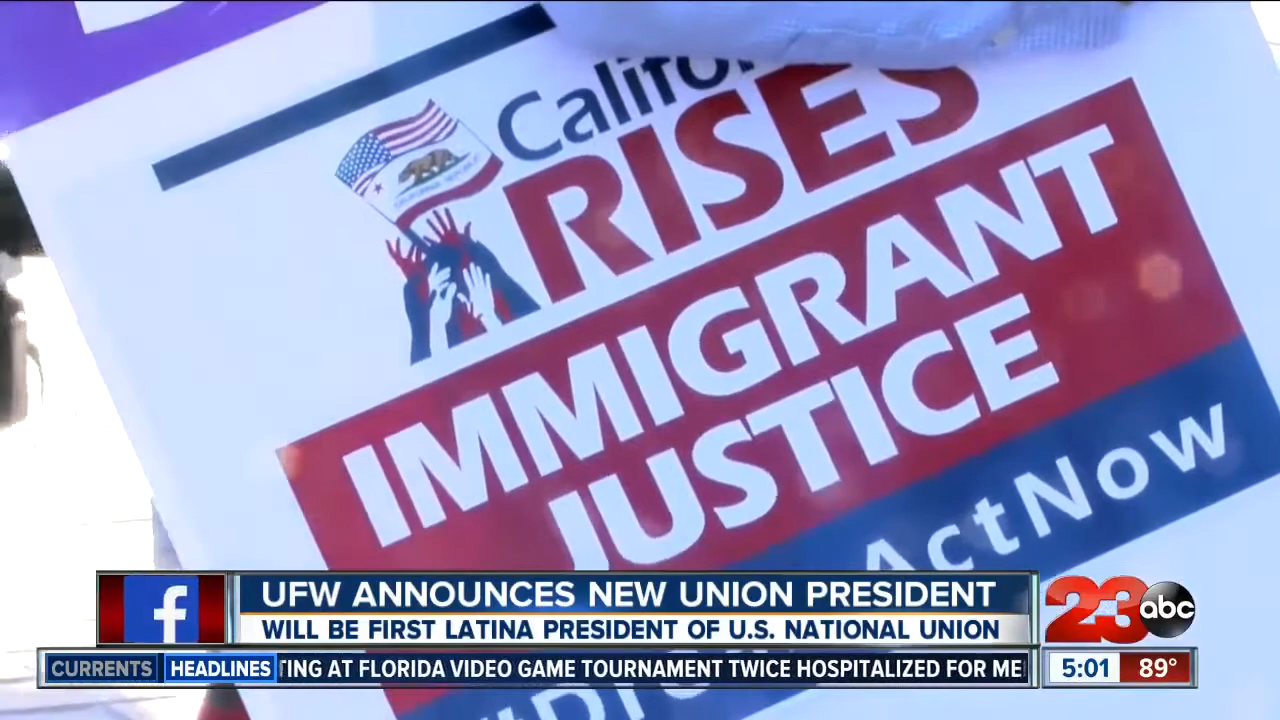 RISES
IMMIGRANT
JUSTICE
ActNow
UFW ANNOUNCES NEW UNION PRESIDENT
WILL BE FIRST LATINA PRESIDENT OF U.S. NATIONAL UNION
23 abc
CURRENTS HEADLINES TING AT FLORIDA VIDEO GAME TOURNAMENT TWICE HOSPITALIZED FOR ME
5:01 89°